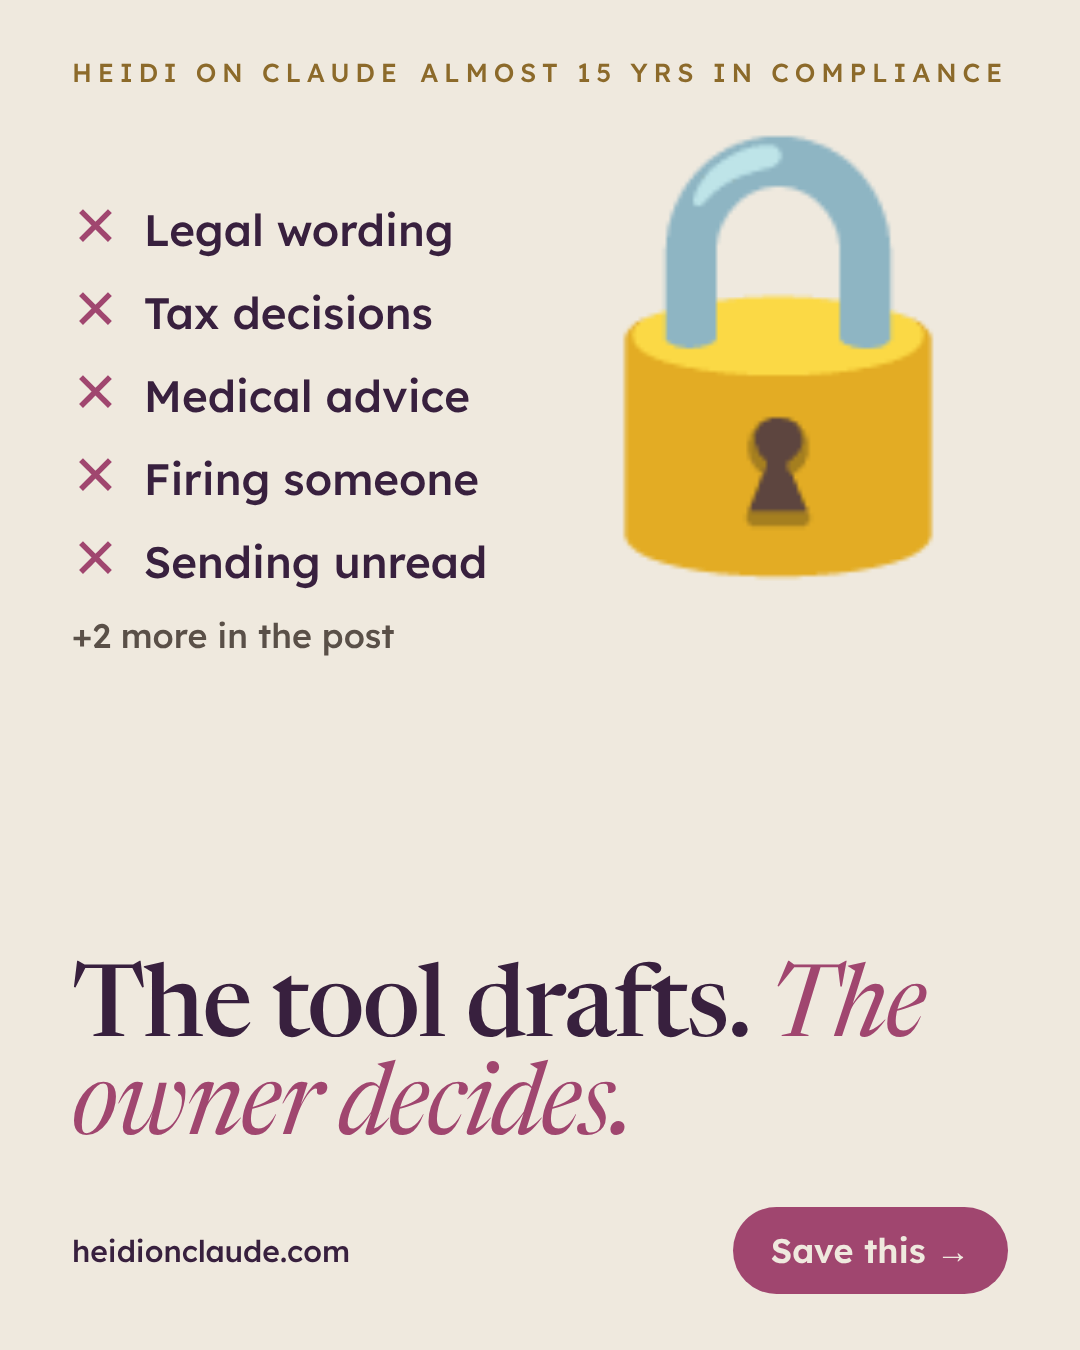 HEIDI ON CLAUDE ALMOST 15 YRS IN COMPLIANCE
✕ Legal wording
✕ Tax decisions
✕ Medical advice
✕ Firing someone
✕ Sending unread
+2 more in the post
The tool drafts. The
owner decides.
heidionclaude.com
Save this →